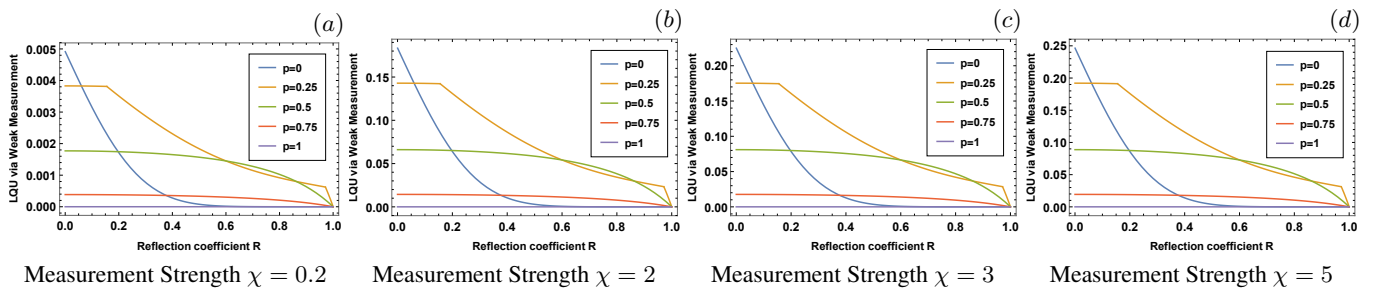 (a)
LQU via Weak Measurement
0.005
0.004
0.003
0.002
0.001
0.000
p=0
p=0.25
p=0.5
p=0.75
p=1
0.0 0.2 0.4 0.6 0.8 1.0
Reflection coefficient R
Measurement Strength χ = 0.2
(b)
LQU via Weak Measurement
0.15
0.10
0.05
0.00
p=0
p=0.25
p=0.5
p=0.75
p=1
0.0 0.2 0.4 0.6 0.8 1.0
Reflection coefficient R
Measurement Strength χ = 2
(c)
LQU via Weak Measurement
0.20
0.15
0.10
0.05
0.00
p=0
p=0.25
p=0.5
p=0.75
p=1
0.0 0.2 0.4 0.6 0.8 1.0
Reflection coefficient R
Measurement Strength χ = 3
(d)
LQU via Weak Measurement
0.25
0.20
0.15
0.10
0.05
0.00
p=0
p=0.25
p=0.5
p=0.75
p=1
0.0 0.2 0.4 0.6 0.8 1.0
Reflection coefficient R
Measurement Strength χ = 5